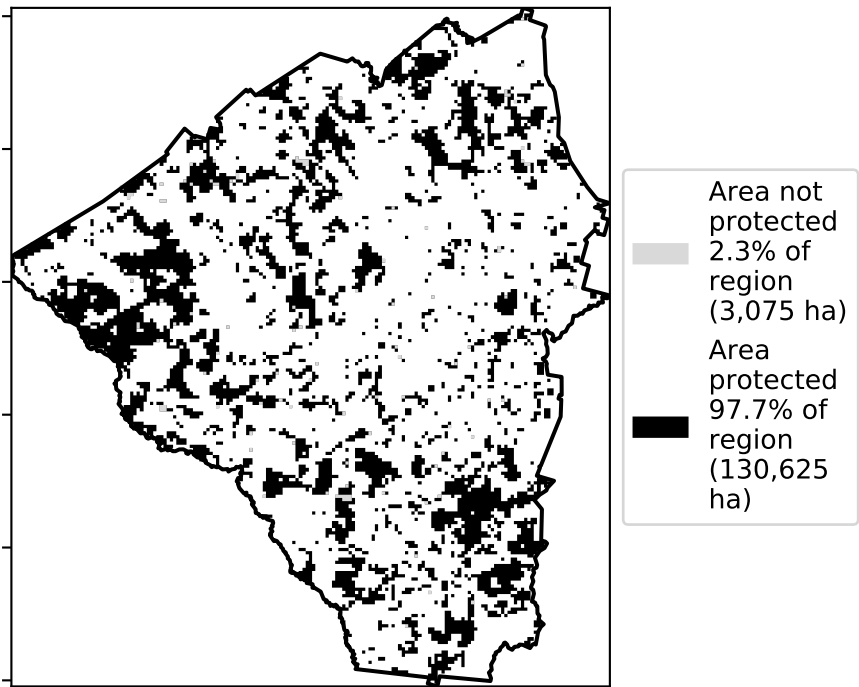 Area not
protected
2.3% of
region
(3,075 ha)
Area
protected
97.7% of
region
(130,625
ha)